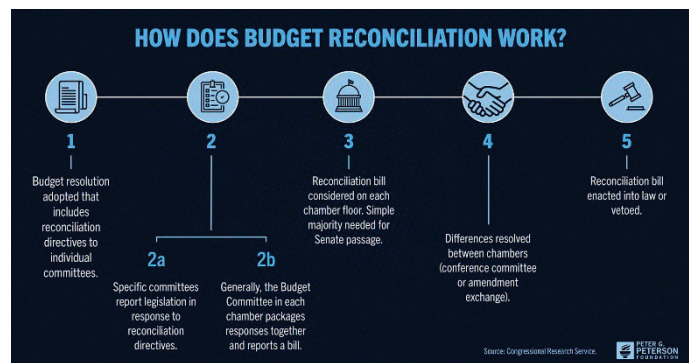 HOW DOES BUDGET RECONCILIATION WORK?
1
Budget resolution
adopted that
includes
reconciliation
directives to
individual
committees.
2
2a
Specific committees
report legislation in
response to
reconciliation
directives.
2b
Generally, the Budget
Committee in each
chamber packages
responses together
and reports a bill.
3
Reconciliation bill
considered on each
chamber floor. Simple
majority needed for
Senate passage.
4
Differences resolved
between chambers
(conference committee
or amendment
exchange).
5
Reconciliation bill
enacted into law or
vetoed.
Source: Congressional Research Service.
PETER G.
PETERSON
FOUNDATION